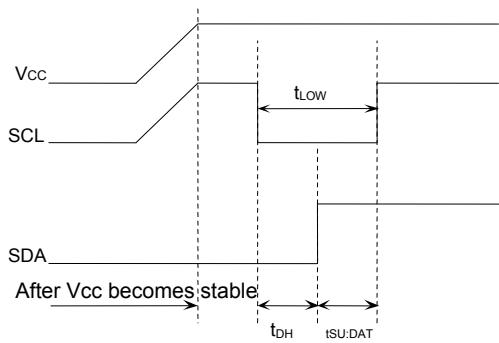 VCC
tLOW
SCL
SDA
After Vcc becomes stable
tDH
tSU:DAT